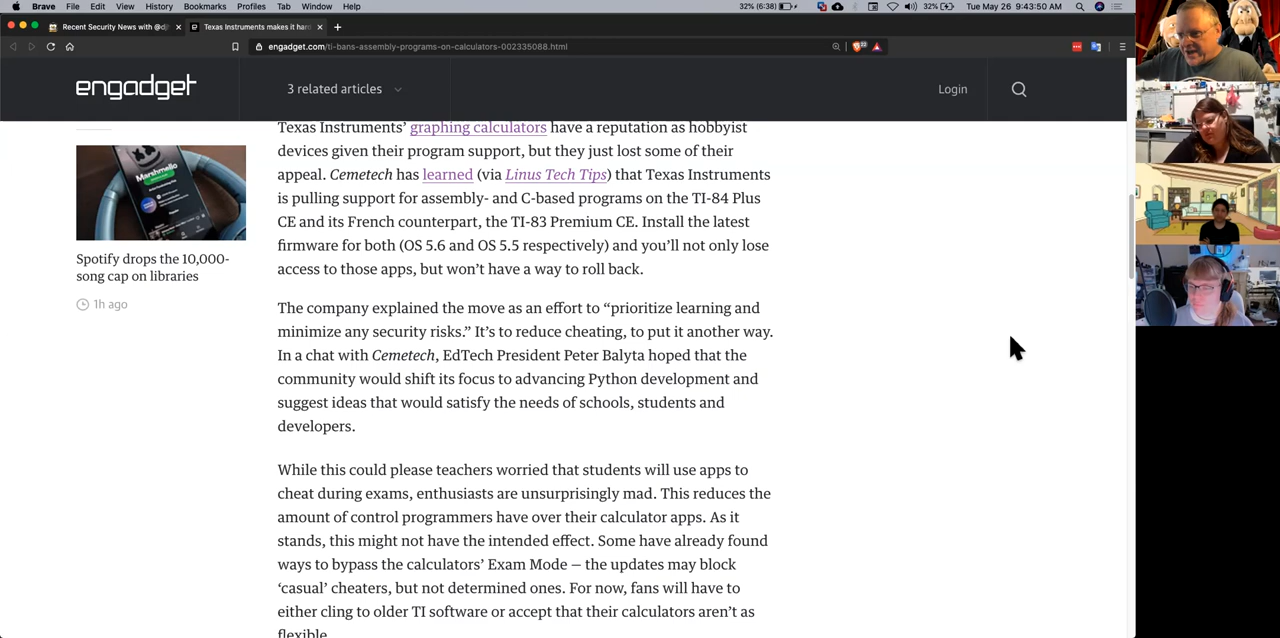 Brave File Edit View History Bookmarks Profiles Tab Window Help 32% (6:38) 32% Tue May 26 9:43:50 AM
Recent Security News with @dj × Texas Instruments makes it har × +
engadget.com/ti-bans-assembly-programs-on-calculators-002335088.html
engadget 3 related articles Login
Texas Instruments’ graphing calculators have a reputation as hobbyist
devices given their program support, but they just lost some of their
appeal. Cemetech has learned (via Linus Tech Tips) that Texas Instruments
is pulling support for assembly- and C-based programs on the TI-84 Plus
CE and its French counterpart, the TI-83 Premium CE. Install the latest
firmware for both (OS 5.6 and OS 5.5 respectively) and you’ll not only lose
access to those apps, but won’t have a way to roll back.
Marshmello
Spotify drops the 10,000-
song cap on libraries
1h ago
The company explained the move as an effort to “prioritize learning and
minimize any security risks.” It’s to reduce cheating, to put it another way.
In a chat with Cemetech, EdTech President Peter Balyta hoped that the
community would shift its focus to advancing Python development and
suggest ideas that would satisfy the needs of schools, students and
developers.
While this could please teachers worried that students will use apps to
cheat during exams, enthusiasts are unsurprisingly mad. This reduces the
amount of control programmers have over their calculator apps. As it
stands, this might not have the intended effect. Some have already found
ways to bypass the calculators’ Exam Mode — the updates may block
‘casual’ cheaters, but not determined ones. For now, fans will have to
either cling to older TI software or accept that their calculators aren’t as
flexible.